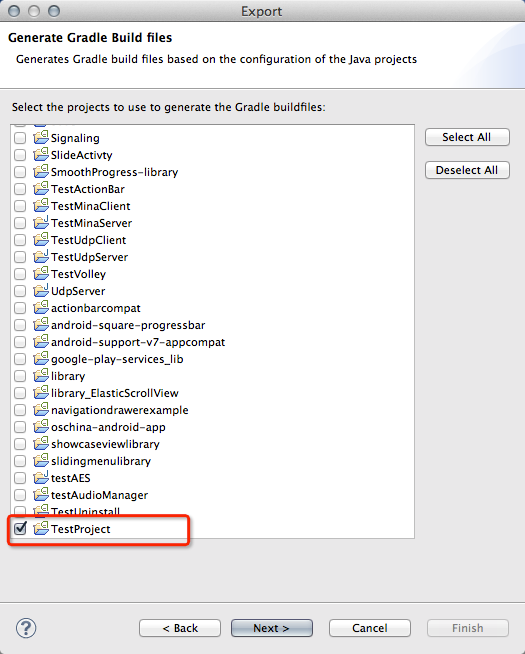 Export
Generate Gradle Build files
Generates Gradle build files based on the configuration of the Java projects
Select the projects to use to generate the Gradle buildfiles:
Signaling
SlideActivty
SmoothProgress-library
TestActionBar
TestMinaClient
TestMinaServer
TestUdpClient
TestUdpServer
TestVolley
UdpServer
actionbarcompat
android-square-progressbar
android-support-v7-appcompat
google-play-services_lib
library
library_ElasticScrollView
navigationdrawerexample
oschina-android-app
showcaseviewlibrary
slidingmenulibrary
testAES
testAudioManager
TestUninstall
TestProject
Select All
Deselect All
?
< Back
Next >
Cancel
Finish